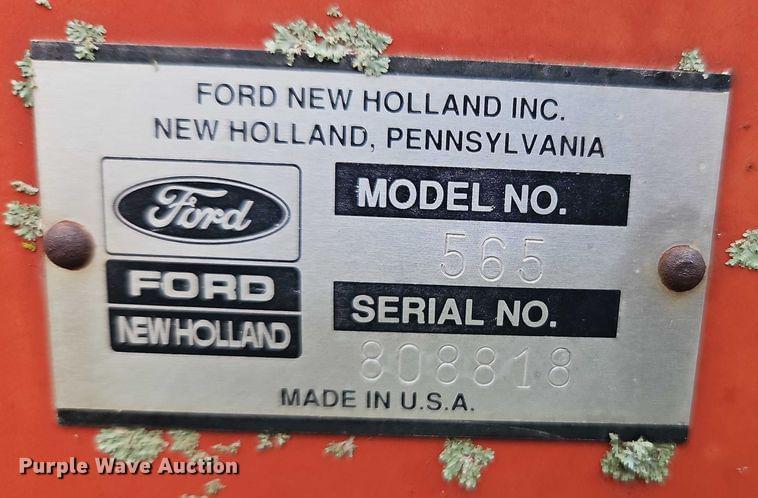 FORD NEW HOLLAND INC.
NEW HOLLAND, PENNSYLVANIA
Ford
FORD
NEW HOLLAND
MODEL NO.
565
SERIAL NO.
808818
MADE IN U.S.A.
Purple Wave Auction